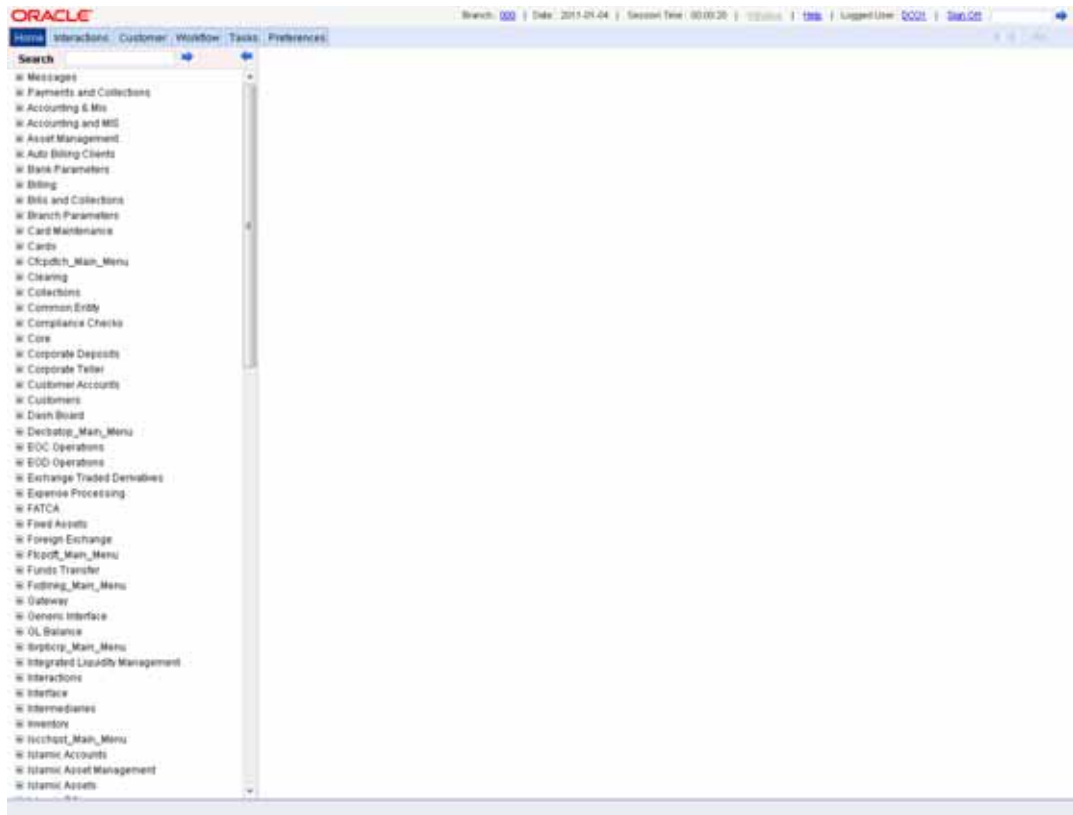 ORACLE
Branch: 000 | Date: 2011-01-04 | Session Time: 00:00:20 | | Help | Logged User DOC01 | Sign Off
Home Interactions Customer Workflow Tasks Preferences
Search
Messages
Payments and Collections
Accounting & Mis
Accounting and MIS
Asset Management
Auto Billing Clients
Bank Parameters
Billing
Bills and Collections
Branch Parameters
Card Maintenance
Cards
Cfcpdtch_Main_Menu
Clearing
Collections
Common Entity
Compliance Checks
Core
Corporate Deposits
Corporate Teller
Customer Accounts
Customers
Dash Board
EOC Operations
EOD Operations
Exchange Traded Derivatives
Expense Processing
FATCA
Fixed Assets
Foreign Exchange
Funds Transfer
Gateway
Generic Interface
GL Balance
Integrated Liquidity Management
Interactions
Interface
Intermediaries
Inventory
Islamic Accounts
Islamic Asset Management
Islamic Assets